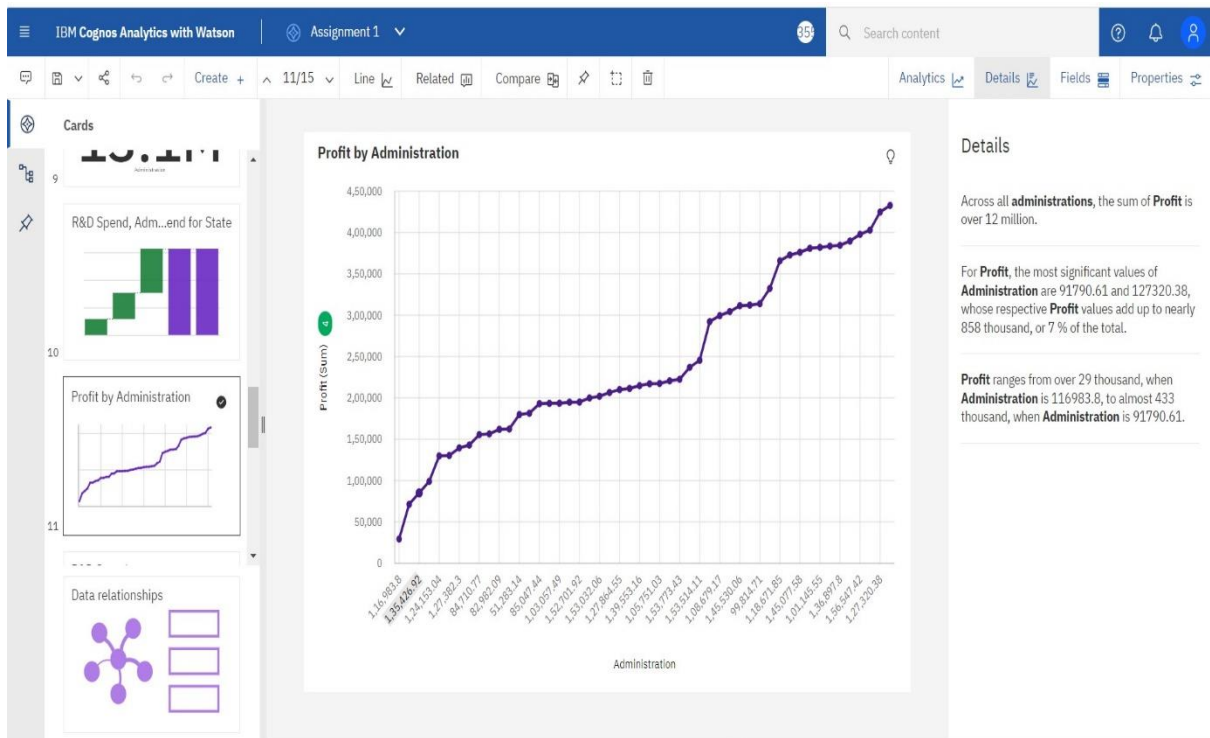 IBM Cognos Analytics with Watson
Assignment 1
Search content
Create +
11/15
Line
Related
Compare
Analytics
Details
Fields
Properties
Cards
Administration
9
R&D Spend, Adm...end for State
10
Profit by Administration
11
Data relationships
Profit by Administration
4,50,000
4,00,000
3,50,000
3,00,000
2,50,000
2,00,000
1,50,000
1,00,000
50,000
0
Profit (Sum) 4
1,16,983.8
1,35,426.92
1,24,153.04
1,27,382.3
84,710.77
82,982.09
51,283.14
85,047.44
1,03,057.49
1,52,701.92
1,53,032.06
1,27,864.55
1,39,553.16
1,05,751.03
1,53,773.43
1,53,514.11
1,08,679.17
1,45,530.06
99,814.71
1,18,671.85
1,45,077.58
1,01,145.55
1,36,897.8
1,56,547.42
1,27,320.38
Administration
Details
Across all administrations, the sum of Profit is
over 12 million.
For Profit, the most significant values of
Administration are 91790.61 and 127320.38,
whose respective Profit values add up to nearly
858 thousand, or 7 % of the total.
Profit ranges from over 29 thousand, when
Administration is 116983.8, to almost 433
thousand, when Administration is 91790.61.